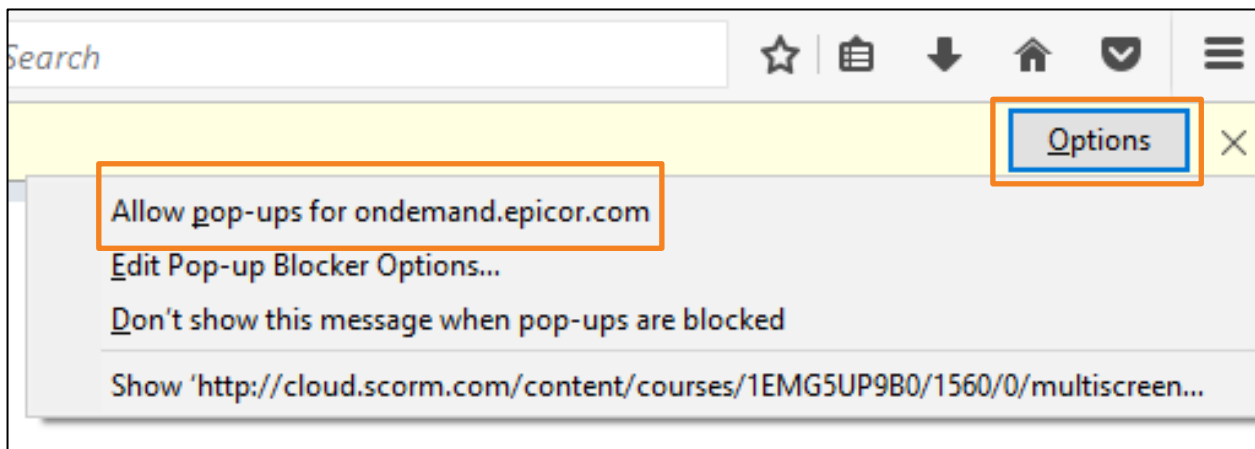 Search
Options
Allow pop-ups for ondemand.epicor.com
Edit Pop-up Blocker Options...
Don't show this message when pop-ups are blocked
Show ‘http://cloud.scorm.com/content/courses/1EMG5UP9B0/1560/0/multiscreen...